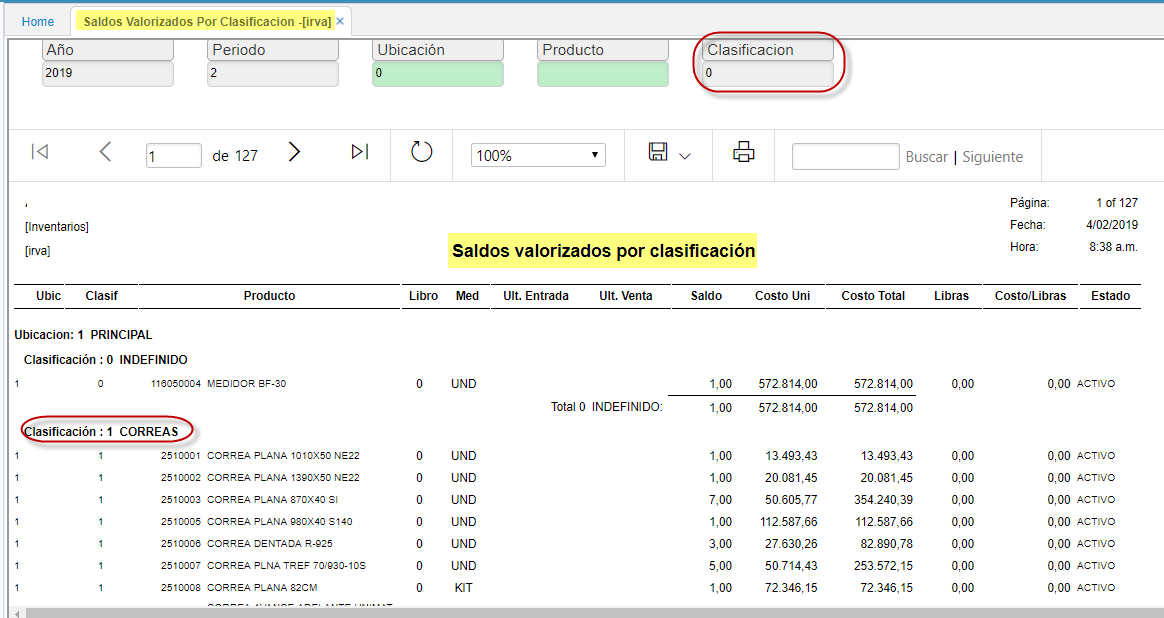 Home Saldos Valorizados Por Clasificacion -[irva] ×
Año Periodo Ubicación Producto Clasificacion
2019 2 0 0
1 de 127 100% Buscar | Siguiente
Página: 1 of 127
[Inventarios] Fecha: 4/02/2019
[irva] Saldos valorizados por clasificación Hora: 8:38 a.m.
Ubic Clasif Producto Libro Med Ult. Entrada Ult. Venta Saldo Costo Uni Costo Total Libras Costo/Libras Estado
Ubicacion: 1 PRINCIPAL
Clasificación : 0 INDEFINIDO
1 0 116050004 MEDIDOR BF-30 0 UND 1,00 572.814,00 572.814,00 0,00 0,00 ACTIVO
Total 0 INDEFINIDO: 1,00 572.814,00 572.814,00
Clasificación : 1 CORREAS
1 1 2510001 CORREA PLANA 1010X50 NE22 0 UND 1,00 13.493,43 13.493,43 0,00 0,00 ACTIVO
1 1 2510002 CORREA PLANA 1390X50 NE22 0 UND 1,00 20.081,45 20.081,45 0,00 0,00 ACTIVO
1 1 2510003 CORREA PLANA 870X40 SI 0 UND 7,00 50.605,77 354.240,39 0,00 0,00 ACTIVO
1 1 2510005 CORREA PLANA 980X40 S140 0 UND 1,00 112.587,66 112.587,66 0,00 0,00 ACTIVO
1 1 2510006 CORREA DENTADA R-925 0 UND 3,00 27.630,26 82.890,78 0,00 0,00 ACTIVO
1 1 2510007 CORREA PLNA TREF 70/930-10S 0 UND 5,00 50.714,43 253.572,15 0,00 0,00 ACTIVO
1 1 2510008 CORREA PLANA 82CM 0 KIT 1,00 72.346,15 72.346,15 0,00 0,00 ACTIVO
CORREA AVANCE ADELANTE UNIMAT